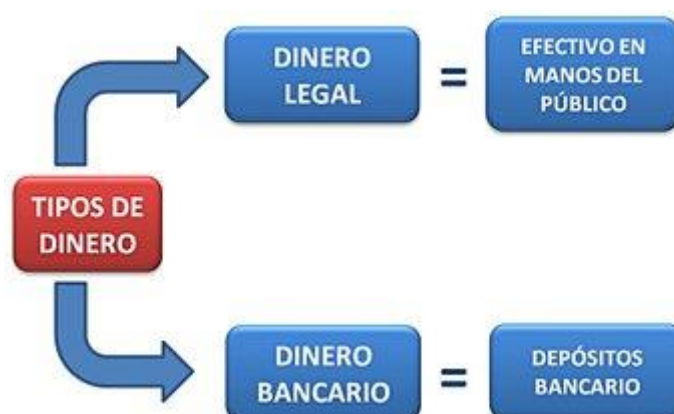 DINERO
LEGAL
=
EFECTIVO EN
MANOS DEL
PÚBLICO
TIPOS DE
DINERO
DINERO
BANCARIO
=
DEPÓSITOS
BANCARIO